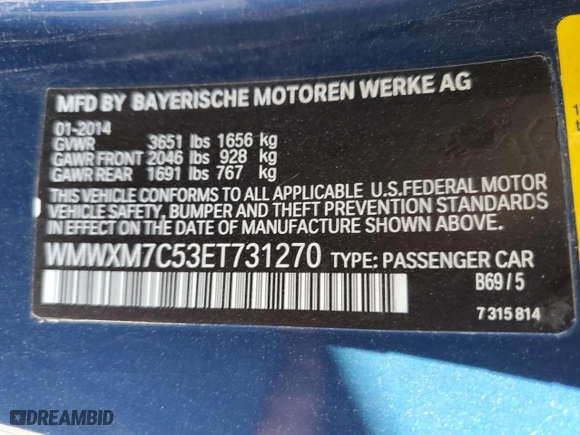 MFD BY BAYERISCHE MOTOREN WERKE AG
01-2014
GVWR 3651 lbs 1656 kg
GAWR FRONT 2046 lbs 928 kg
GAWR REAR 1691 lbs 767 kg
THIS VEHICLE CONFORMS TO ALL APPLICABLE U.S.FEDERAL MOTOR
VEHICLE SAFETY, BUMPER AND THEFT PREVENTION STANDARDS
IN EFFECT ON THE DATE OF MANUFACTURE SHOWN ABOVE.
WMWXM7C53ET731270 TYPE: PASSENGER CAR
B69/5
7 315 814
DREAMBID